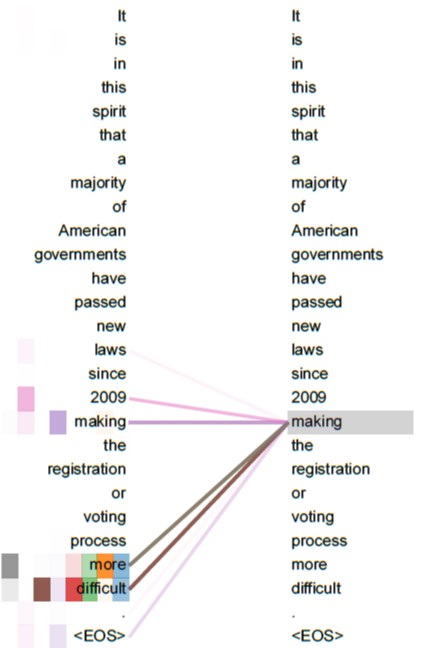 It It
is is
in in
this this
spirit spirit
that that
a a
majority majority
of of
American American
governments governments
have have
passed passed
new new
laws laws
since since
2009 2009
making making
the the
registration registration
or or
voting voting
process process
more more
difficult difficult
. .
<EOS> <EOS>